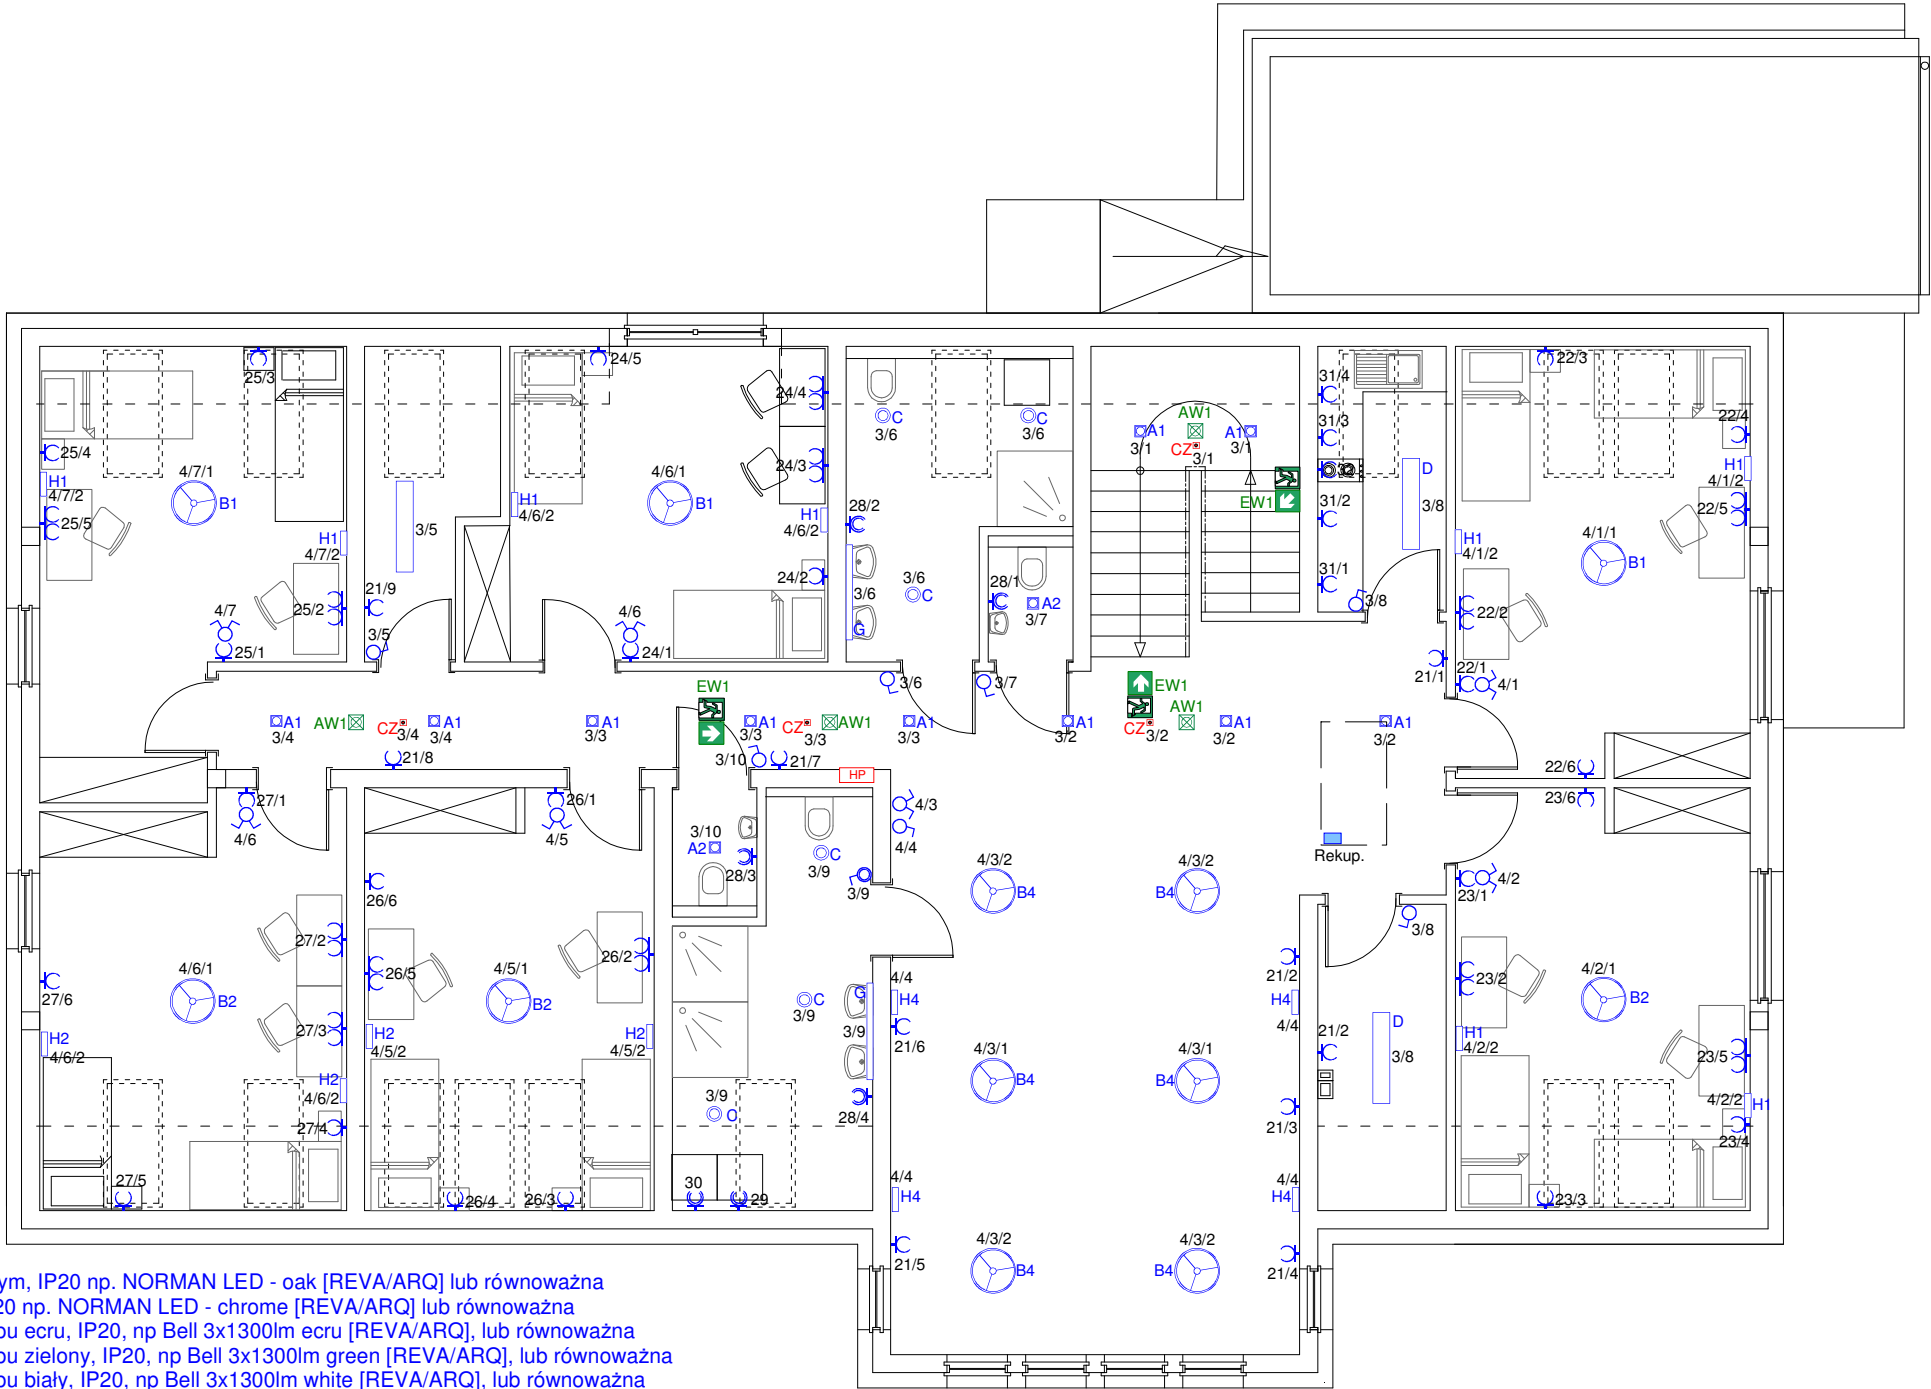 24/5
22/3
25/3
31/4
24/4
AW1
A1
A1
3/1
3/1
CZ
3/1
C
3/6
C
3/6
31/3
22/4
25/4
4/7/1
B1
4/6/1
B1
24/3
D
H1
4/1/2
H1
4/7/2
25/5
H1
4/6/2
H1
4/6/2
28/2
EW1
31/2
3/8
22/5
3/5
H1
4/7/2
H1
4/1/2
4/1/1
B1
24/2
3/6
C
3/6
G
28/1
A2
3/7
31/1
3/8
21/9
25/2
22/2
4/7
25/1
3/5
4/6
24/1
3/6
3/7
21/1
22/1
4/1
EW1
EW1
A1
3/4
AW1
CZ
3/4
A1
3/4
A1
3/3
A1
3/3
CZ
3/3
AW1
A1
3/3
A1
3/2
CZ
3/2
AW1
A1
3/2
A1
3/2
21/8
3/10
21/7
HP
22/6
23/6
27/1
4/6
26/1
4/5
4/3
4/4
3/10
A2
28/3
C
3/9
3/9
Rekup.
4/3/2
B4
4/3/2
B4
26/6
23/1
4/2
3/8
27/2
26/2
27/6
4/6/1
B2
26/5
4/5/1
B2
C
3/9
G
3/9
4/4
H4
21/6
21/2
H4
4/4
21/2
D
3/8
23/2
4/2/1
B2
27/3
H2
4/6/2
H2
4/5/2
H2
4/5/2
H1
4/2/2
23/5
4/3/1
B4
4/3/1
B4
H2
4/6/2
27/4
3/9
C
28/4
21/3
4/2/2
H1
23/4
27/5
26/4
26/3
30
29
4/4
H4
4/4
H4
23/3
21/5
4/3/2
B4
4/3/2
B4
21/4
ym, IP20 np. NORMAN LED - oak [REVA/ARQ] lub równoważna
20 np. NORMAN LED - chrome [REVA/ARQ] lub równoważna
bu ecru, IP20, np Bell 3x1300lm ecru [REVA/ARQ], lub równoważna
bu zielony, IP20, np Bell 3x1300lm green [REVA/ARQ], lub równoważna
bu biały, IP20, np Bell 3x1300lm white [REVA/ARQ], lub równoważna